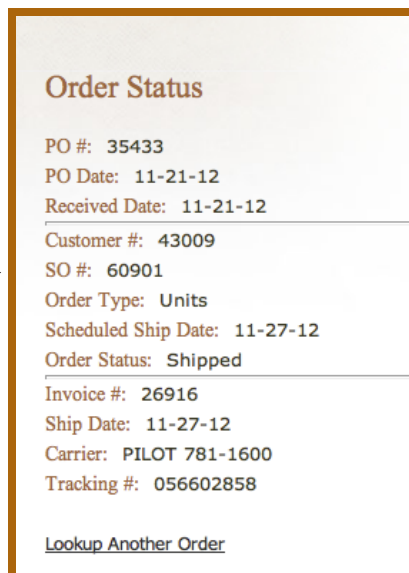 Order Status
PO #: 35433
PO Date: 11-21-12
Received Date: 11-21-12
Customer #: 43009
SO #: 60901
Order Type: Units
Scheduled Ship Date: 11-27-12
Order Status: Shipped
Invoice #: 26916
Ship Date: 11-27-12
Carrier: PILOT 781-1600
Tracking #: 056602858
Lookup Another Order